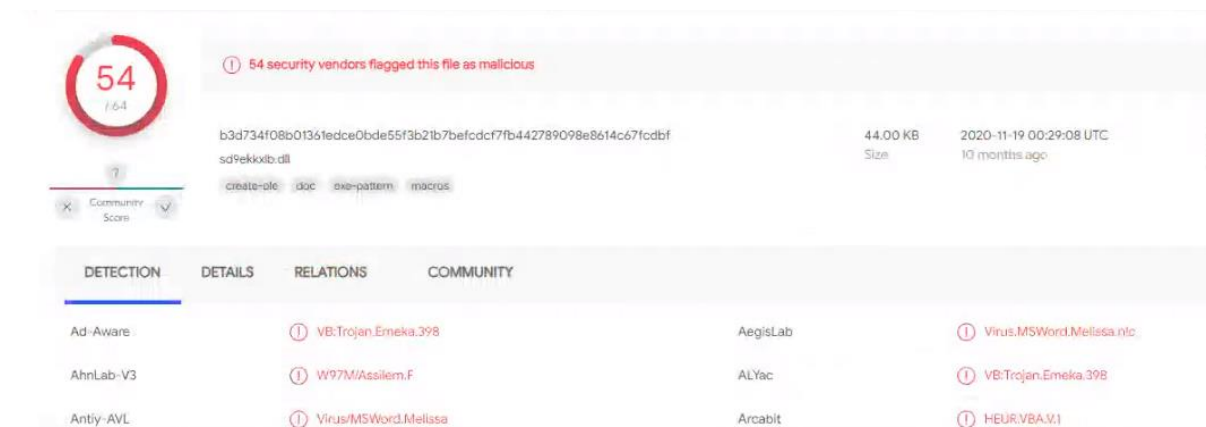 54
/ 64
54 security vendors flagged this file as malicious
b3d734f08b01361edce0bde55f3b21b7befcdcf7fb442789098e8614c67fcdbf
sd9ekkxlb.dll
create-ole doc exe-pattern macros
44.00 KB
Size
2020-11-19 00:29:08 UTC
10 months ago
?
Community
Score
DETECTION DETAILS RELATIONS COMMUNITY
Ad-Aware VB:Trojan.Emeka.398 AegisLab Virus.MSWord.Melissa.n!c
AhnLab-V3 W97M/Assilem.F ALYac VB:Trojan.Emeka.398
Antiy-AVL Virus/MSWord.Melissa Arcabit HEUR.VBA.V.1